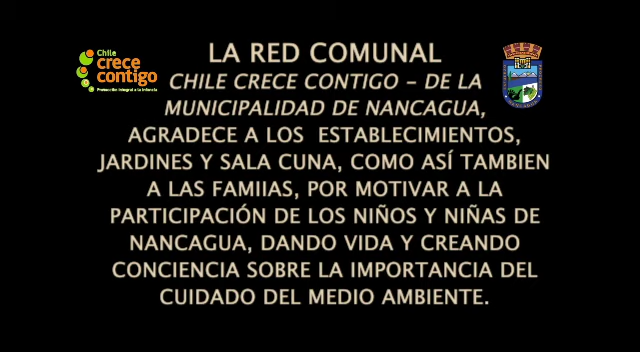 Chile
crece
contigo
Protección Integral a la Infancia
LA RED COMUNAL
CHILE CRECE CONTIGO – DE LA
MUNICIPALIDAD DE NANCAGUA,
AGRADECE A LOS ESTABLECIMIENTOS,
JARDINES Y SALA CUNA, COMO ASÍ TAMBIEN
A LAS FAMIIAS, POR MOTIVAR A LA
PARTICIPACIÓN DE LOS NIÑOS Y NIÑAS DE
NANCAGUA, DANDO VIDA Y CREANDO
CONCIENCIA SOBRE LA IMPORTANCIA DEL
CUIDADO DEL MEDIO AMBIENTE.
NANCAGUA